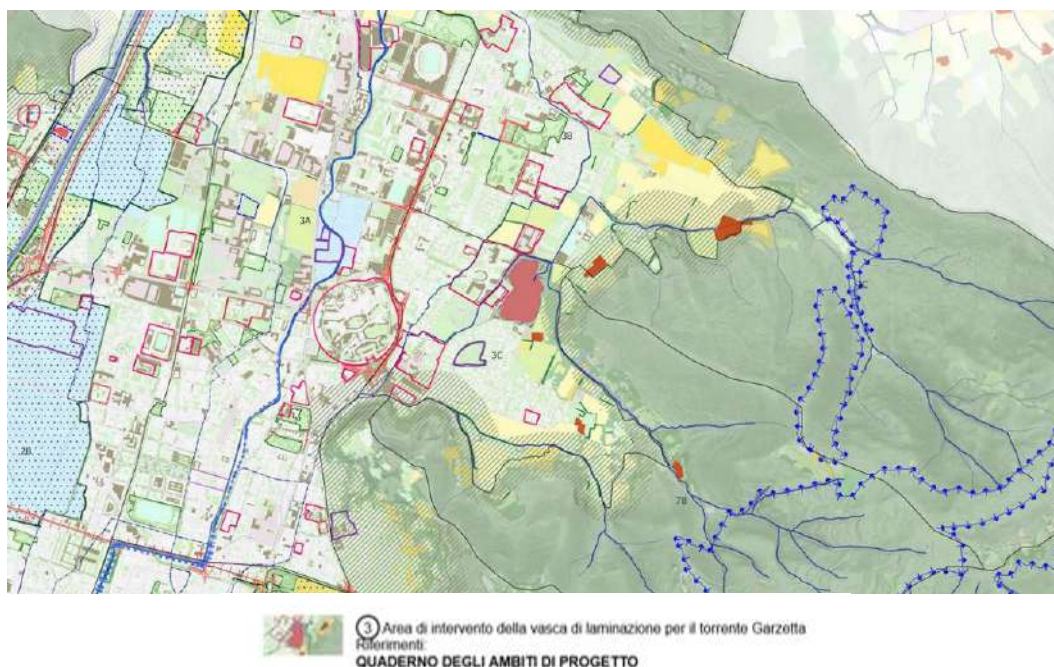 3B
3A
3C
2B
7B
3 Area di intervento della vasca di laminazione per il torrente Garzetta
Riferimenti:
QUADERNO DEGLI AMBITI DI PROGETTO